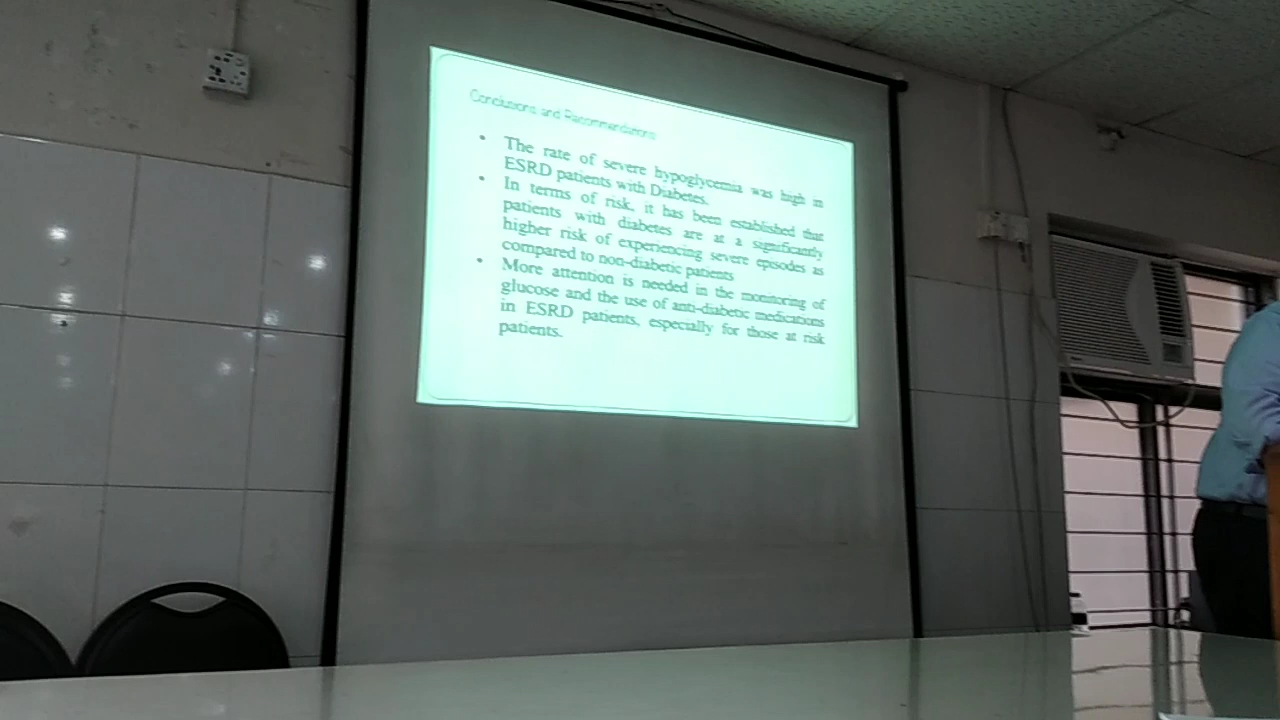 Conclusions and Recommendations
• The rate of severe hypoglycemia was high in
ESRD patients with Diabetes.
• In terms of risk, it has been established that
patients with diabetes are at a significantly
higher risk of experiencing severe episodes as
compared to non-diabetic patients
• More attention is needed in the monitoring of
glucose and the use of anti-diabetic medications
in ESRD patients, especially for those at risk
patients.